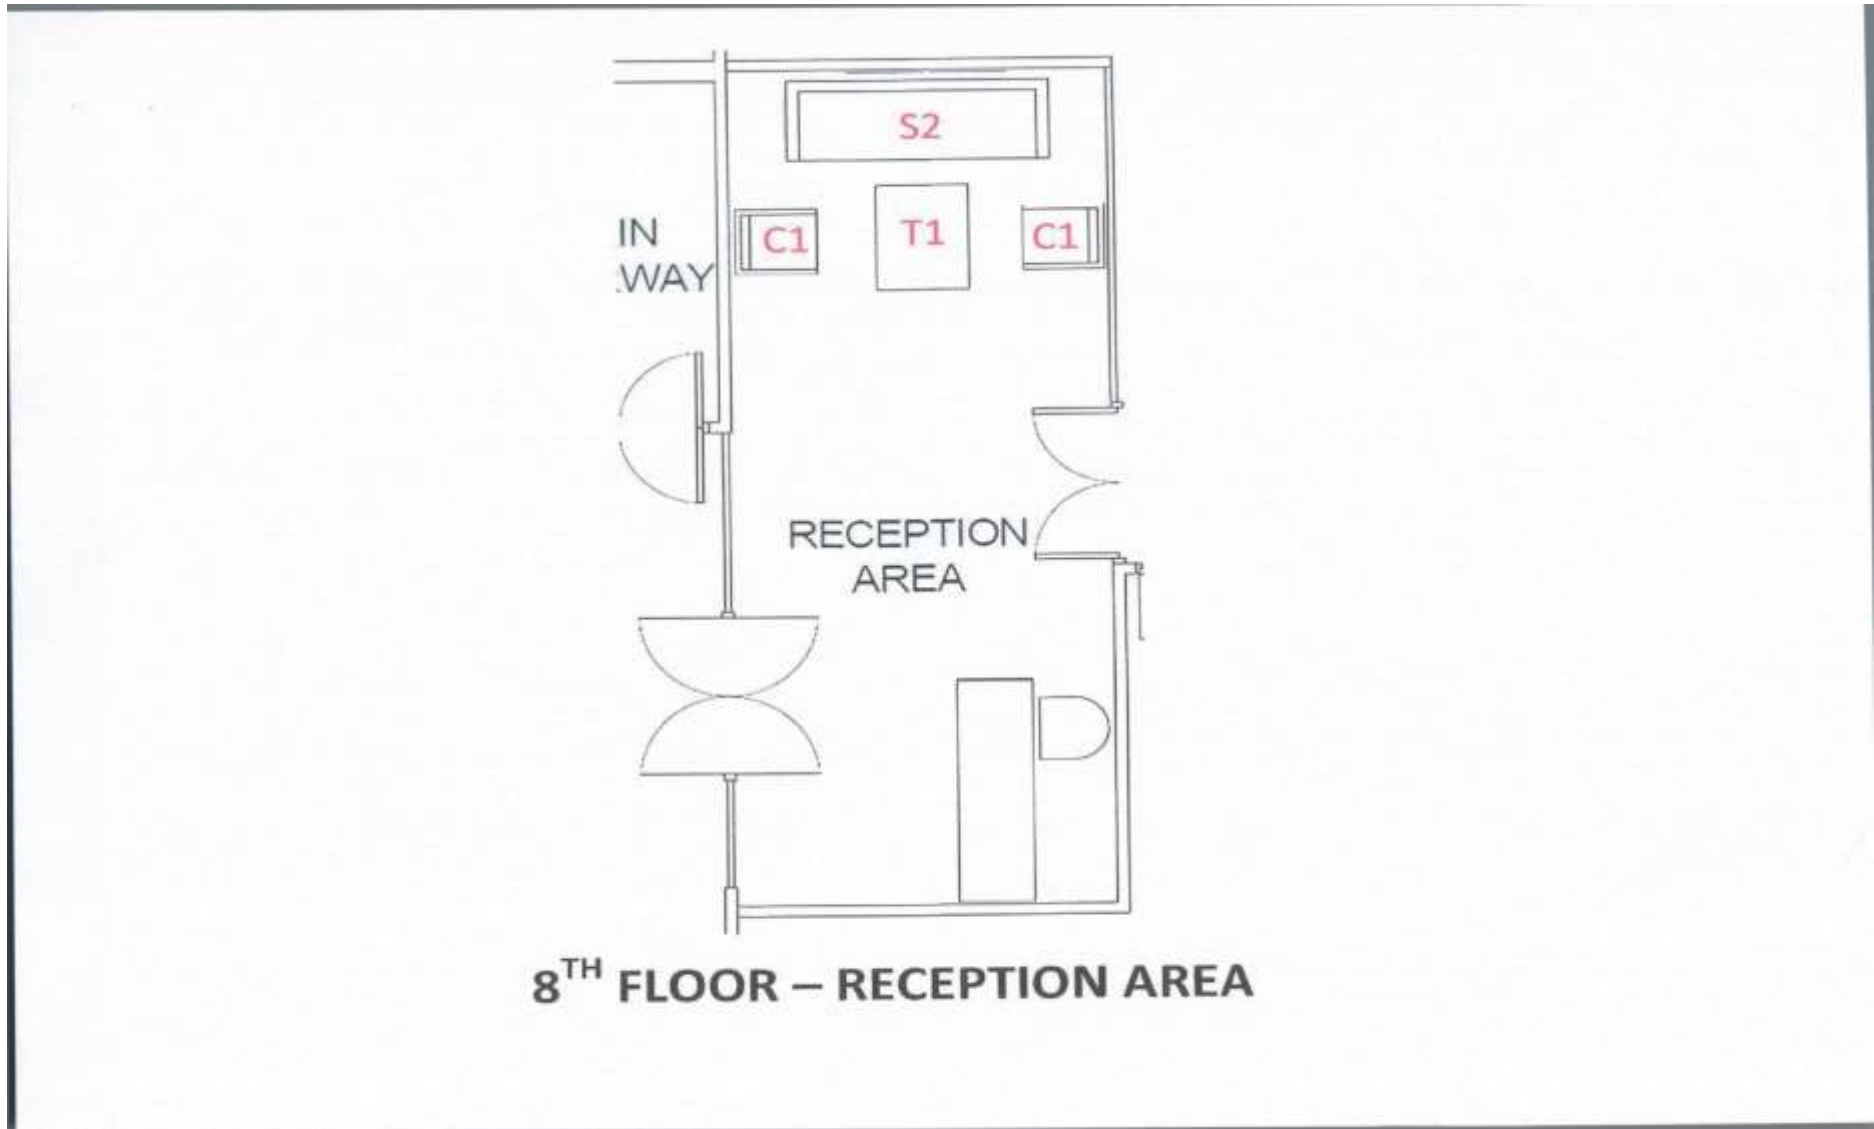 S2
C1
T1
C1
IN
.WAY
RECEPTION
AREA
8TH FLOOR – RECEPTION AREA